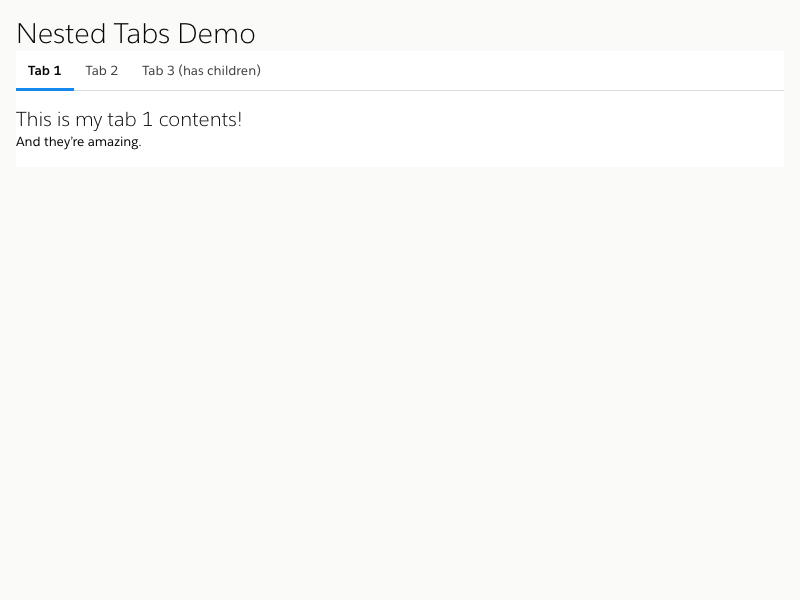 Nested Tabs Demo
Tab 1 Tab 2 Tab 3 (has children)
This is my tab 1 contents!
And they're amazing.